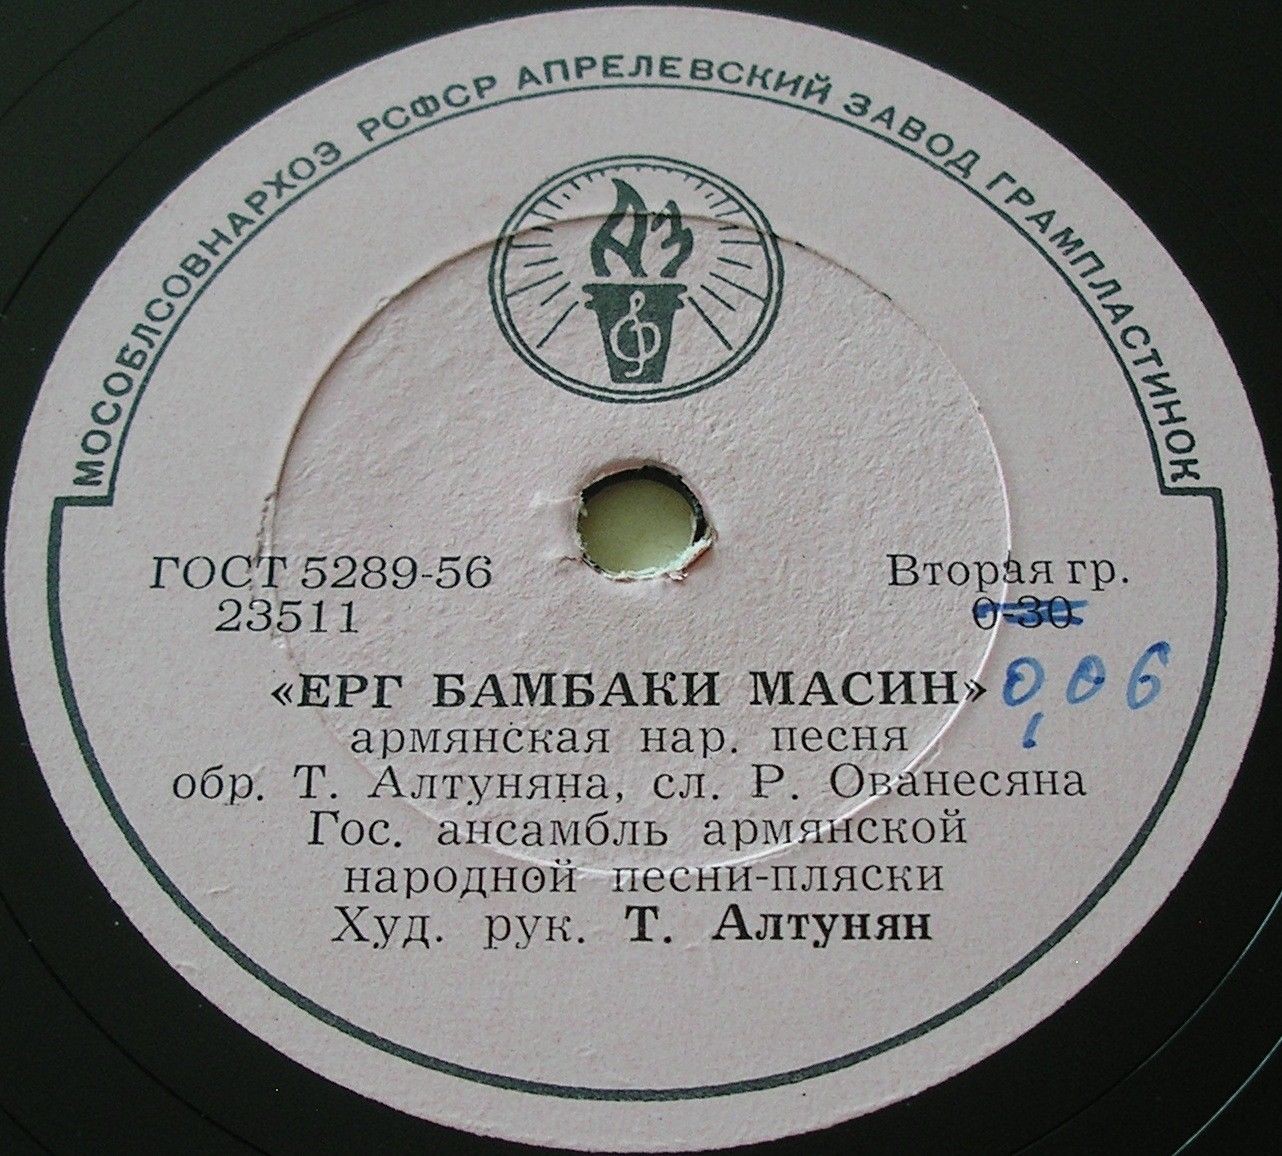 МОСОБЛСОВНАРХОЗ РСФСР АПРЕЛЕВСКИЙ ЗАВОД ГРАМПЛАСТИНОК
АЗ
ГОСТ 5289-56
23511
Вторая гр.
0-30
0,06
«ЕРГ БАМБАКИ МАСИН»
армянская нар. песня
обр. Т. Алтуняна, сл. Р. Ованесяна
Гос. ансамбль армянской
народной песни-пляски
Худ. рук. Т. Алтунян